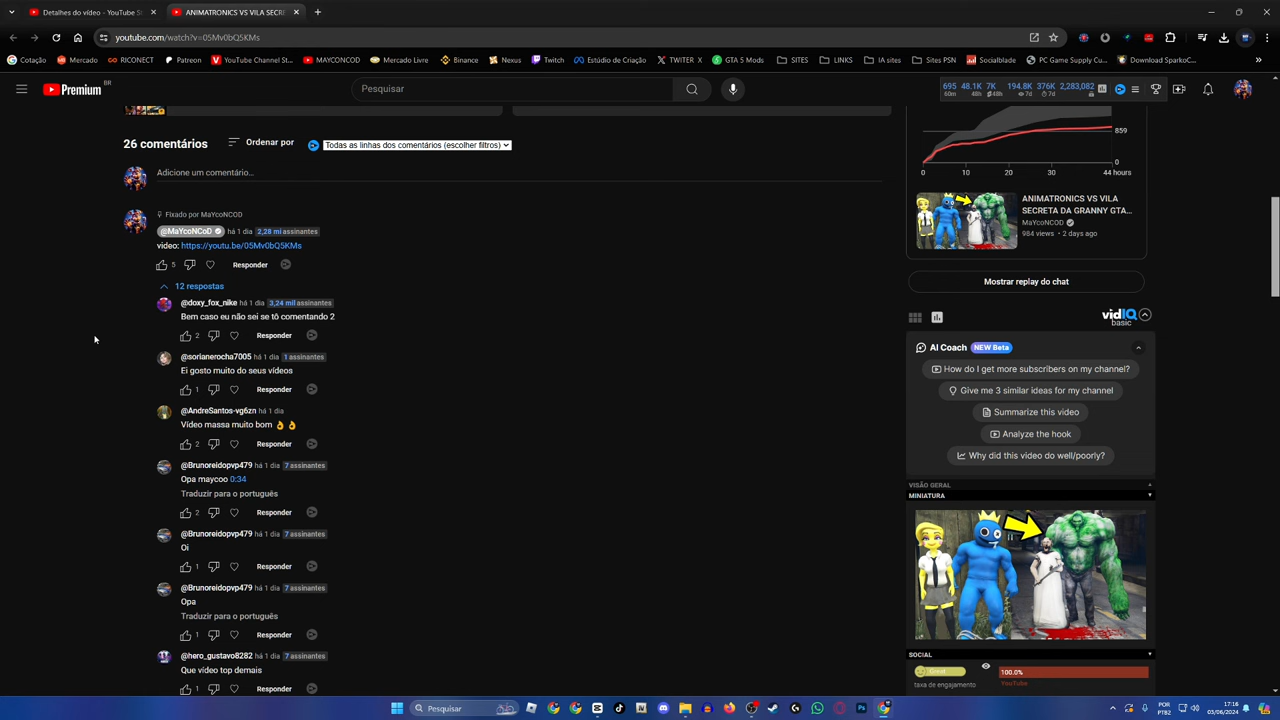 Detalhes do vídeo - YouTube S
ANIMATRONICS VS VILA SECRE
youtube.com/watch?v=05Mv0bQ5KMs
Cotação
Mercado
RICONECT
Patreon
YouTube Channel St...
MAYCONCOD
Mercado Livre
Binance
Nexus
Twitch
Estúdio de Criação
TWITER X
GTA 5 Mods
SITES
LINKS
IA sites
Sites PSN
Socialblade
PC Game Supply Cu...
Download SparkoC...
Premium BR
Pesquisar
695 48.1K 7K 194.8K 376K 2,283,082
60m 48h 48h 7d 7d
26 comentários
Ordenar por
Todas as linhas dos comentários (escolher filtros)
Adicione um comentário...
Fixado por MaYcoNCOD
@MaYcoNCoD há 1 dia 2,28 mi assinantes
video: https://youtu.be/05Mv0bQ5KMs
5 Responder
12 respostas
@doxy_fox_nike há 1 dia 3,24 mil assinantes
Bem caso eu não sei se tô comentando 2
2 Responder
@sorianerocha7005 há 1 dia 1 assinantes
Ei gosto muito do seus vídeos
1 Responder
@AndreSantos-vg6zn há 1 dia
Vídeo massa muito bom 👌 👌
2 Responder
@Brunoreidopvp479 há 1 dia 7 assinantes
Opa maycoo 0:34
Traduzir para o português
2 Responder
@Brunoreidopvp479 há 1 dia 7 assinantes
Oi
1 Responder
@Brunoreidopvp479 há 1 dia 7 assinantes
Opa
Traduzir para o português
1 Responder
@hero_gustavo8282 há 1 dia 7 assinantes
Que vídeo top demais
1 Responder
859
0
0 10 20 30 44 hours
ANIMATRONICS VS VILA
SECRETA DA GRANNY GTA...
MaYcoNCOD
984 views • 2 days ago
Mostrar replay do chat
vidIQ
basic
AI Coach NEW Beta
How do I get more subscribers on my channel?
Give me 3 similar ideas for my channel
Summarize this video
Analyze the hook
Why did this video do well/poorly?
VISÃO GERAL
MINIATURA
SOCIAL
Great
100.0%
taxa de engajamento
YouTube
Pesquisar
POR
PTB2
17:16
03/06/2024